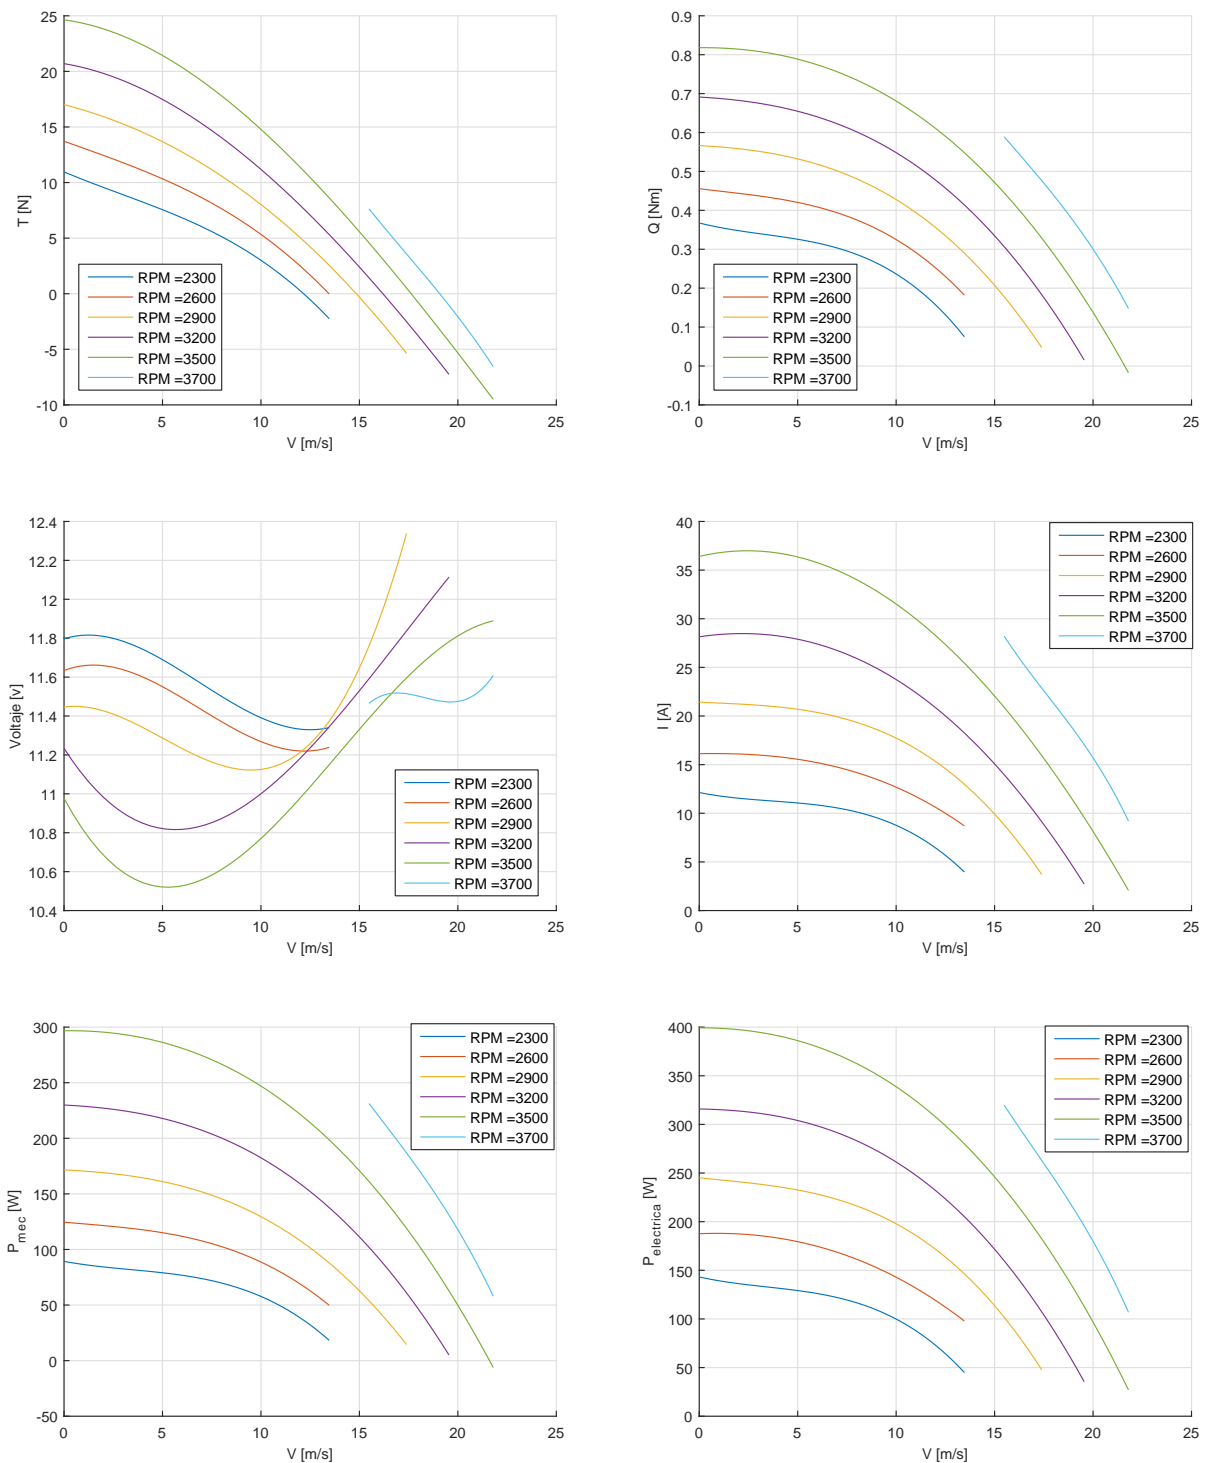 25
20
15
10
5
0
-5
-10
T [N]
0 5 10 15 20 25
V [m/s]
RPM =2300
RPM =2600
RPM =2900
RPM =3200
RPM =3500
RPM =3700
0.9
0.8
0.7
0.6
0.5
0.4
0.3
0.2
0.1
0
-0.1
Q [Nm]
0 5 10 15 20 25
V [m/s]
RPM =2300
RPM =2600
RPM =2900
RPM =3200
RPM =3500
RPM =3700
12.4
12.2
12
11.8
11.6
11.4
11.2
11
10.8
10.6
10.4
Voltaje [v]
0 5 10 15 20 25
V [m/s]
RPM =2300
RPM =2600
RPM =2900
RPM =3200
RPM =3500
RPM =3700
40
35
30
25
20
15
10
5
0
I [A]
0 5 10 15 20 25
V [m/s]
RPM =2300
RPM =2600
RPM =2900
RPM =3200
RPM =3500
RPM =3700
300
250
200
150
100
50
0
-50
P_mec [W]
0 5 10 15 20 25
V [m/s]
RPM =2300
RPM =2600
RPM =2900
RPM =3200
RPM =3500
RPM =3700
400
350
300
250
200
150
100
50
0
P_electrica [W]
0 5 10 15 20 25
V [m/s]
RPM =2300
RPM =2600
RPM =2900
RPM =3200
RPM =3500
RPM =3700